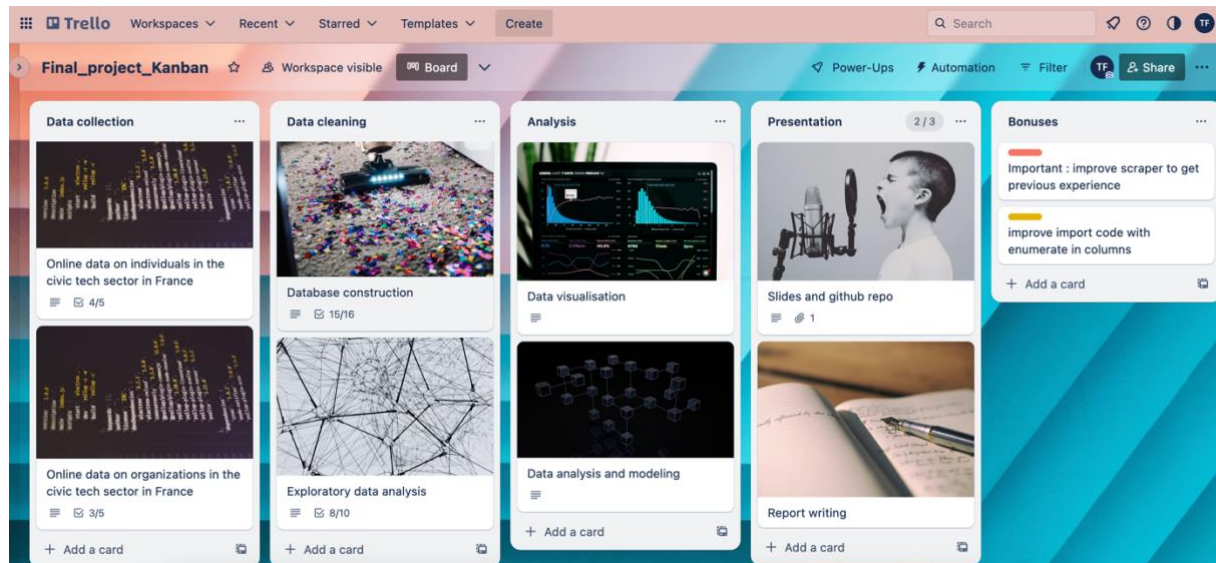 Trello Workspaces Recent Starred Templates Create Search TF
Final_project_Kanban Workspace visible Board Power-Ups Automation Filter TF Share
Data collection
Online data on individuals in the
civic tech sector in France
4/5
Online data on organizations in the
civic tech sector in France
3/5
+ Add a card
Data cleaning
Database construction
15/16
Exploratory data analysis
8/10
+ Add a card
Analysis
Data visualisation
Data analysis and modeling
+ Add a card
Presentation 2 / 3
Slides and github repo
1
Report writing
+ Add a card
Bonuses
Important : improve scraper to get
previous experience
improve import code with
enumerate in columns
+ Add a card